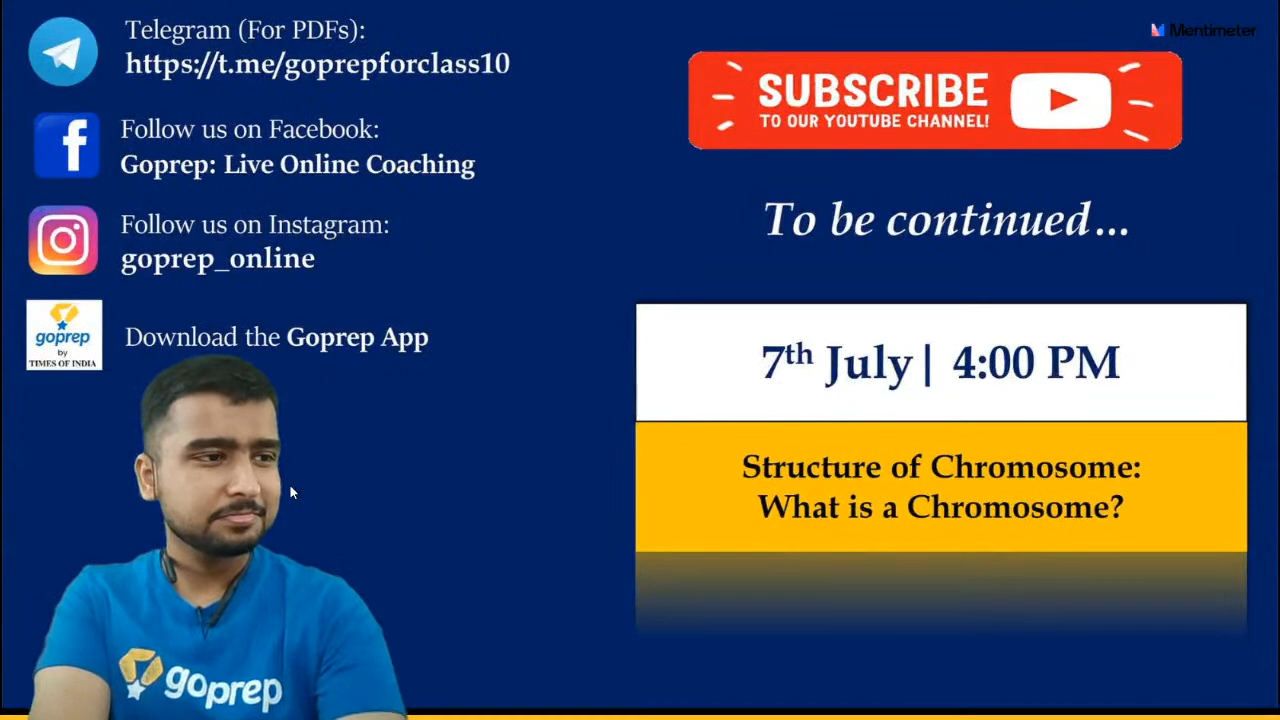 Telegram (For PDFs):
https://t.me/goprepforclass10
Follow us on Facebook:
Goprep: Live Online Coaching
Follow us on Instagram:
goprep_online
goprep
by
TIMES OF INDIA
Download the Goprep App
goprep
Mentimeter
SUBSCRIBE
TO OUR YOUTUBE CHANNEL!
To be continued...
7th July| 4:00 PM
Structure of Chromosome:
What is a Chromosome?